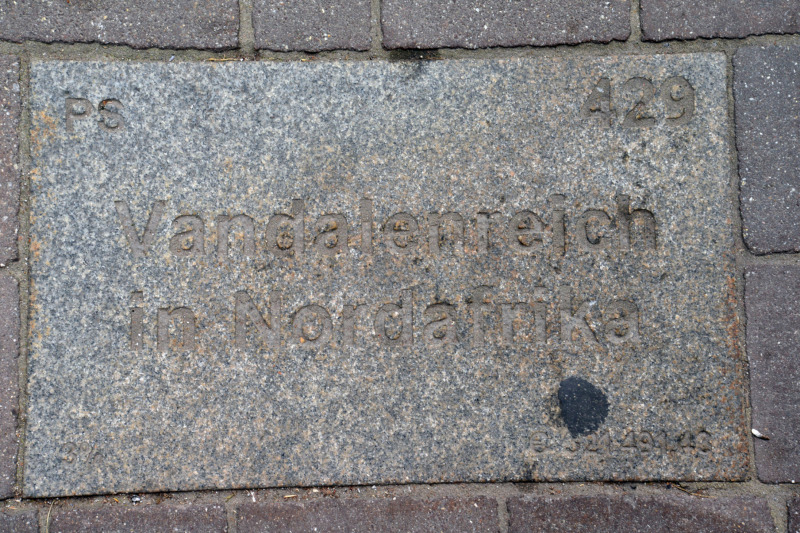 PS 429
Vandalenreich
in Nordafrika